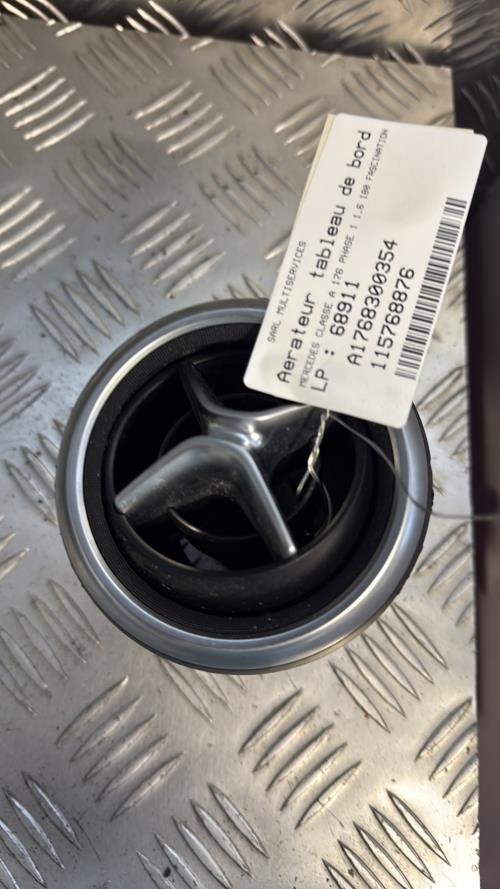 SARL MULTISERVICES
Aerateur tableau de bord
MERCEDES CLASSE A 176 PHASE 1 1.6 180 FASCINATION
LP : 68911
A1768300354
115768876